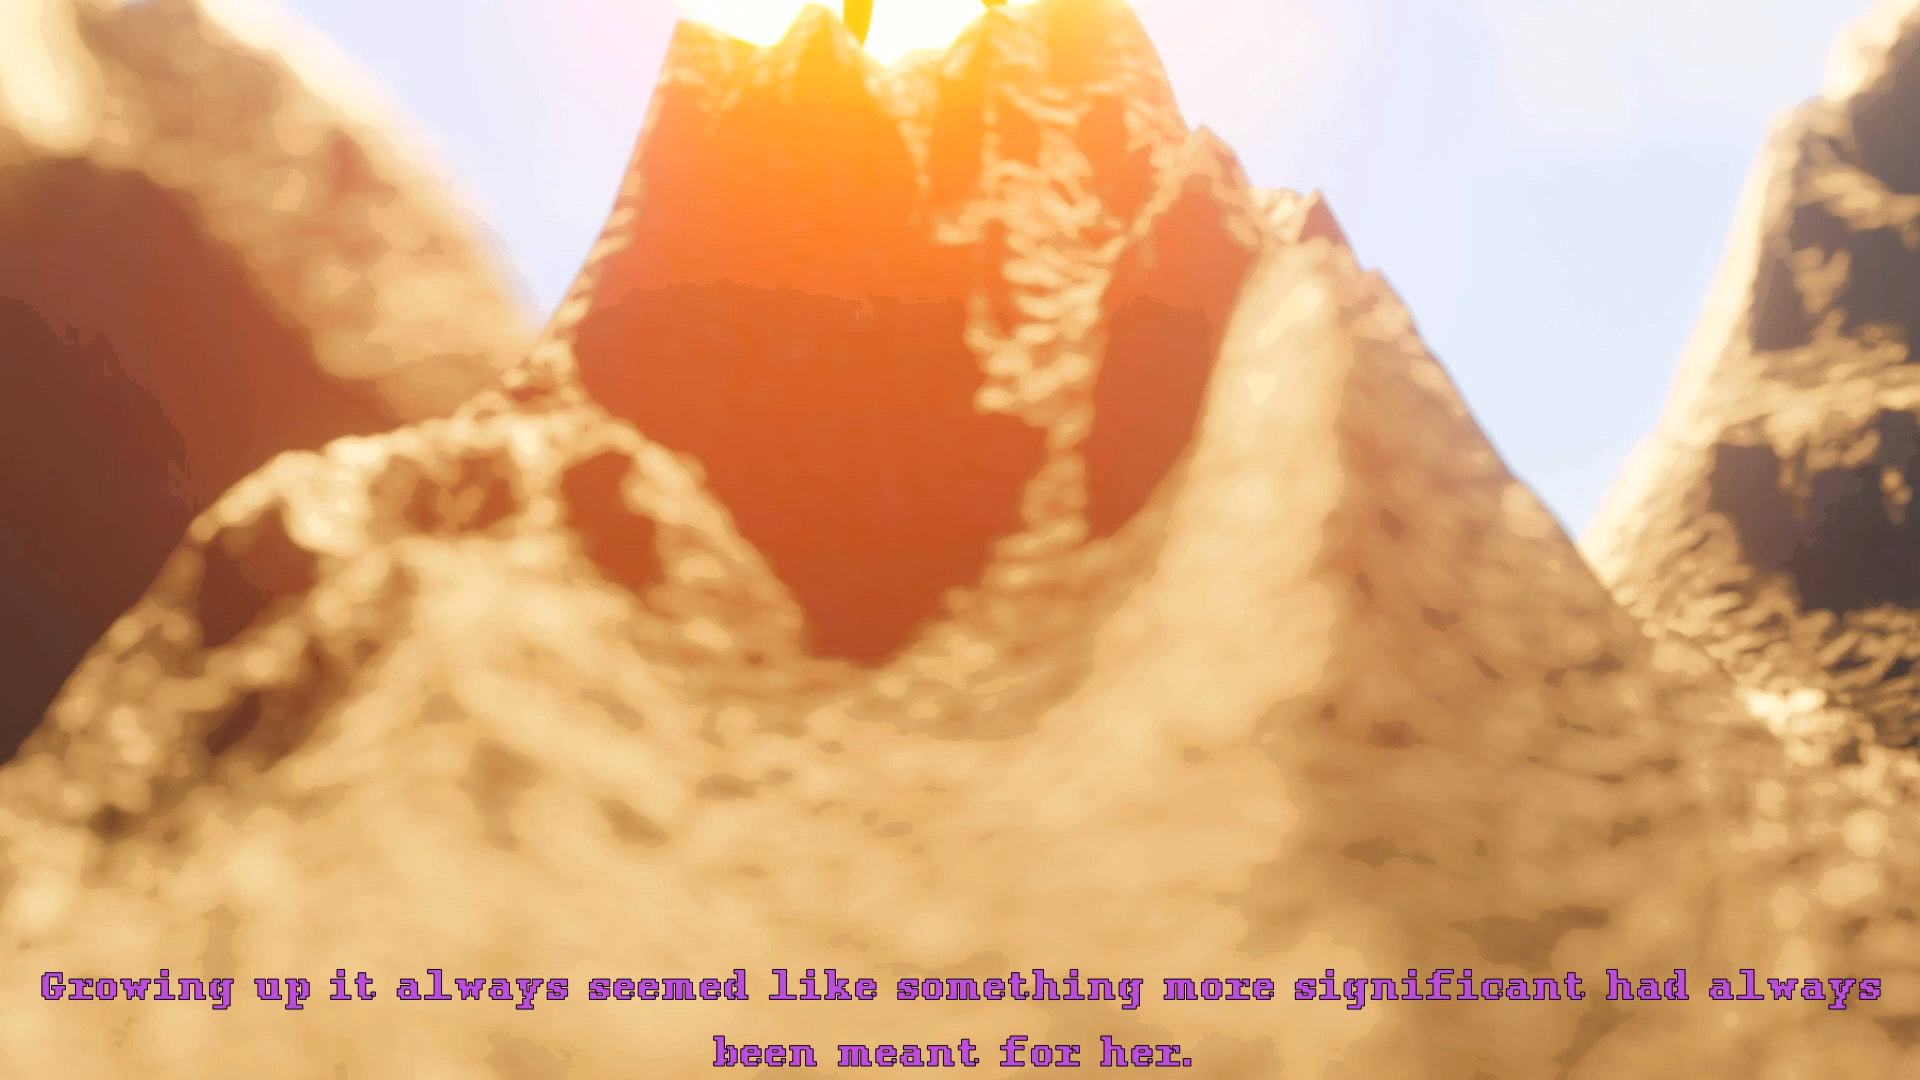 Growing up it always seemed like something more significant had always
been meant for her.